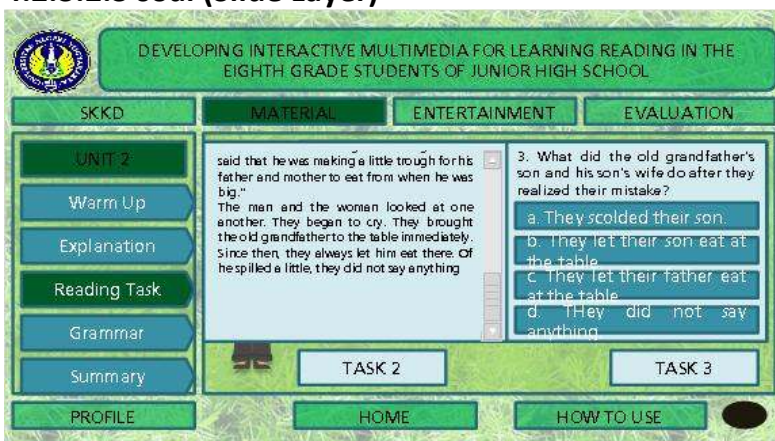 DEVELOPING INTERACTIVE MULTIMEDIA FOR LEARNING READING IN THE
EIGHTH GRADE STUDENTS OF JUNIOR HIGH SCHOOL
SKKD
MATERIAL
ENTERTAINMENT
EVALUATION
UNIT 2
Warm Up
Explanation
Reading Task
Grammar
Summary
said that he was making a little trough for his
father and mother to eat from when he was
big."
The man and the woman looked at one
another. They began to cry. They brought
the old grandfather to the table immediately.
Since then, they always let him eat there. Of
he spilled a little, they did not say anything
3. What did the old grandfather's
son and his son's wife do after they
realized their mistake?
a. They scolded their son.
b. They let their son eat at
the table
c They let their father eat
at the table
d. THey did not say
anything
TASK 2
TASK 3
PROFILE
HOME
HOW TO USE